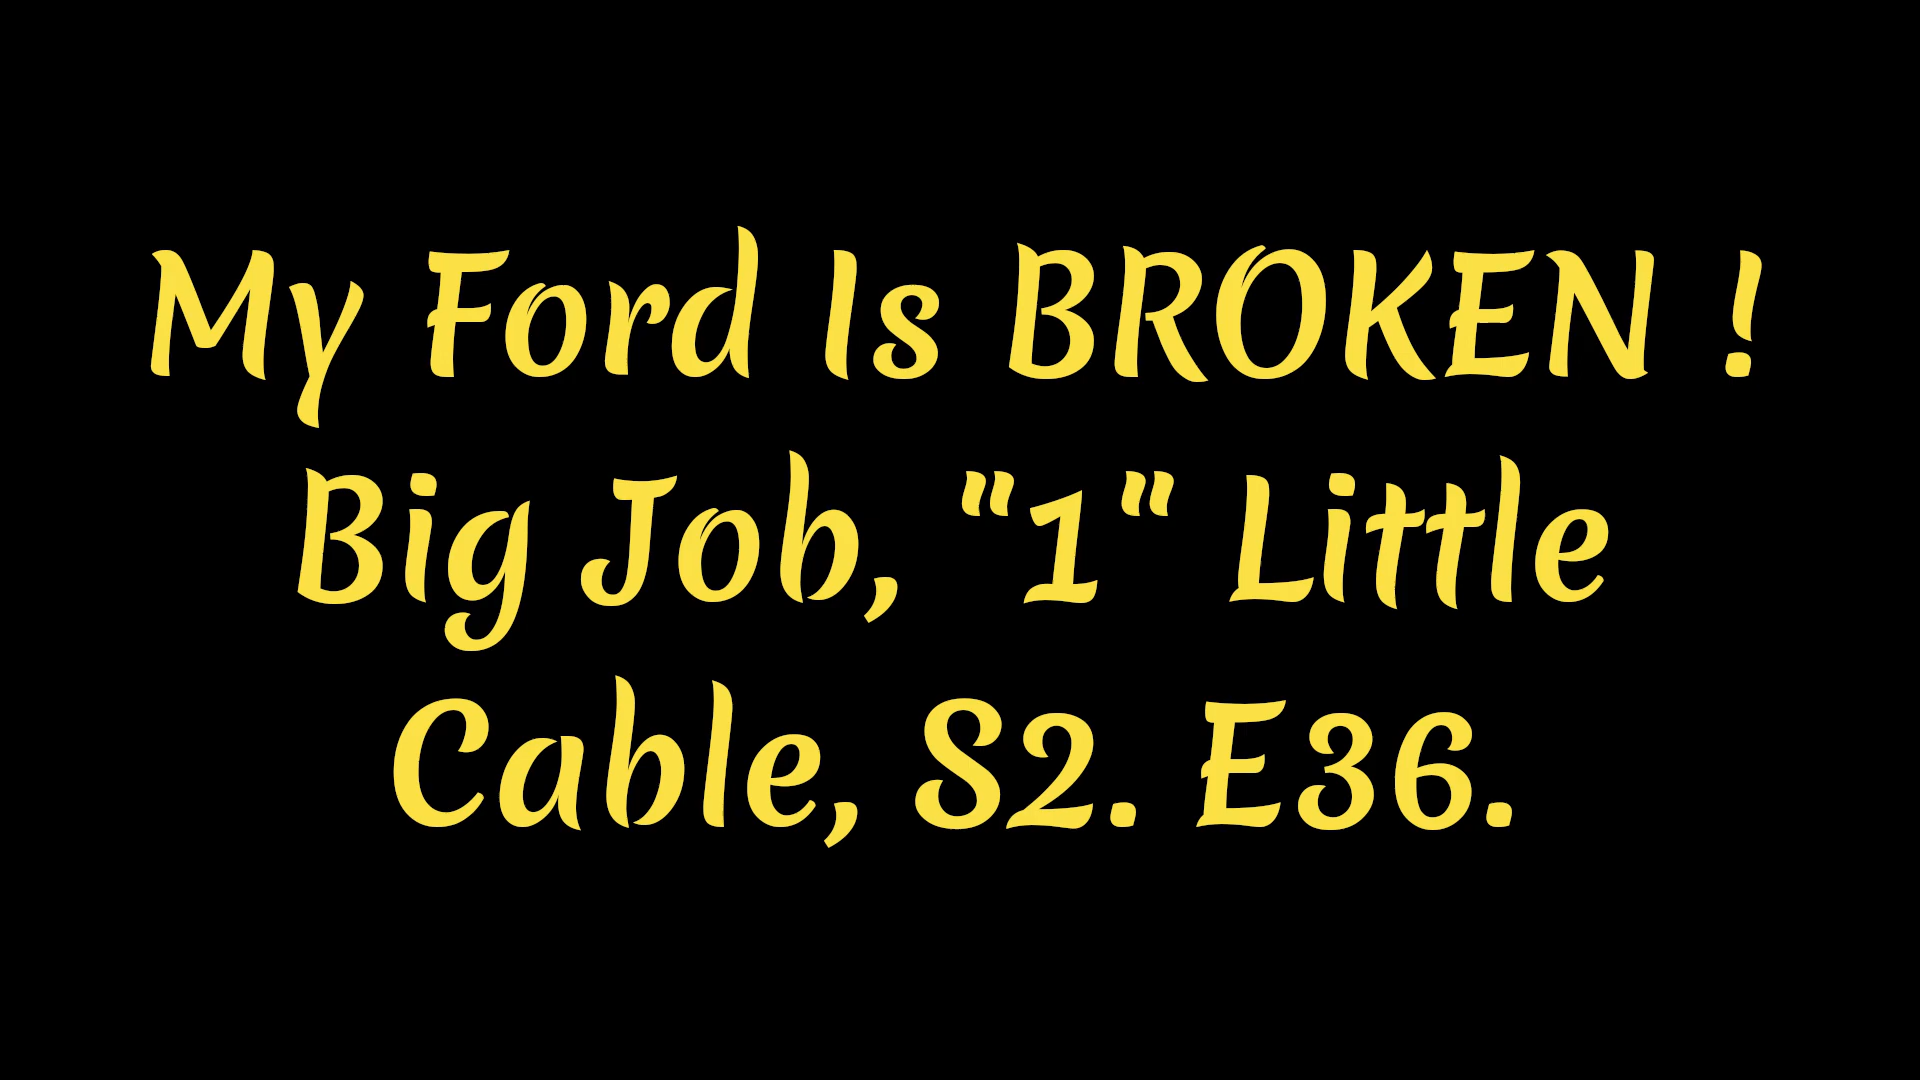 My Ford Is BROKEN !
Big Job, "1" Little
Cable, S2. E36.